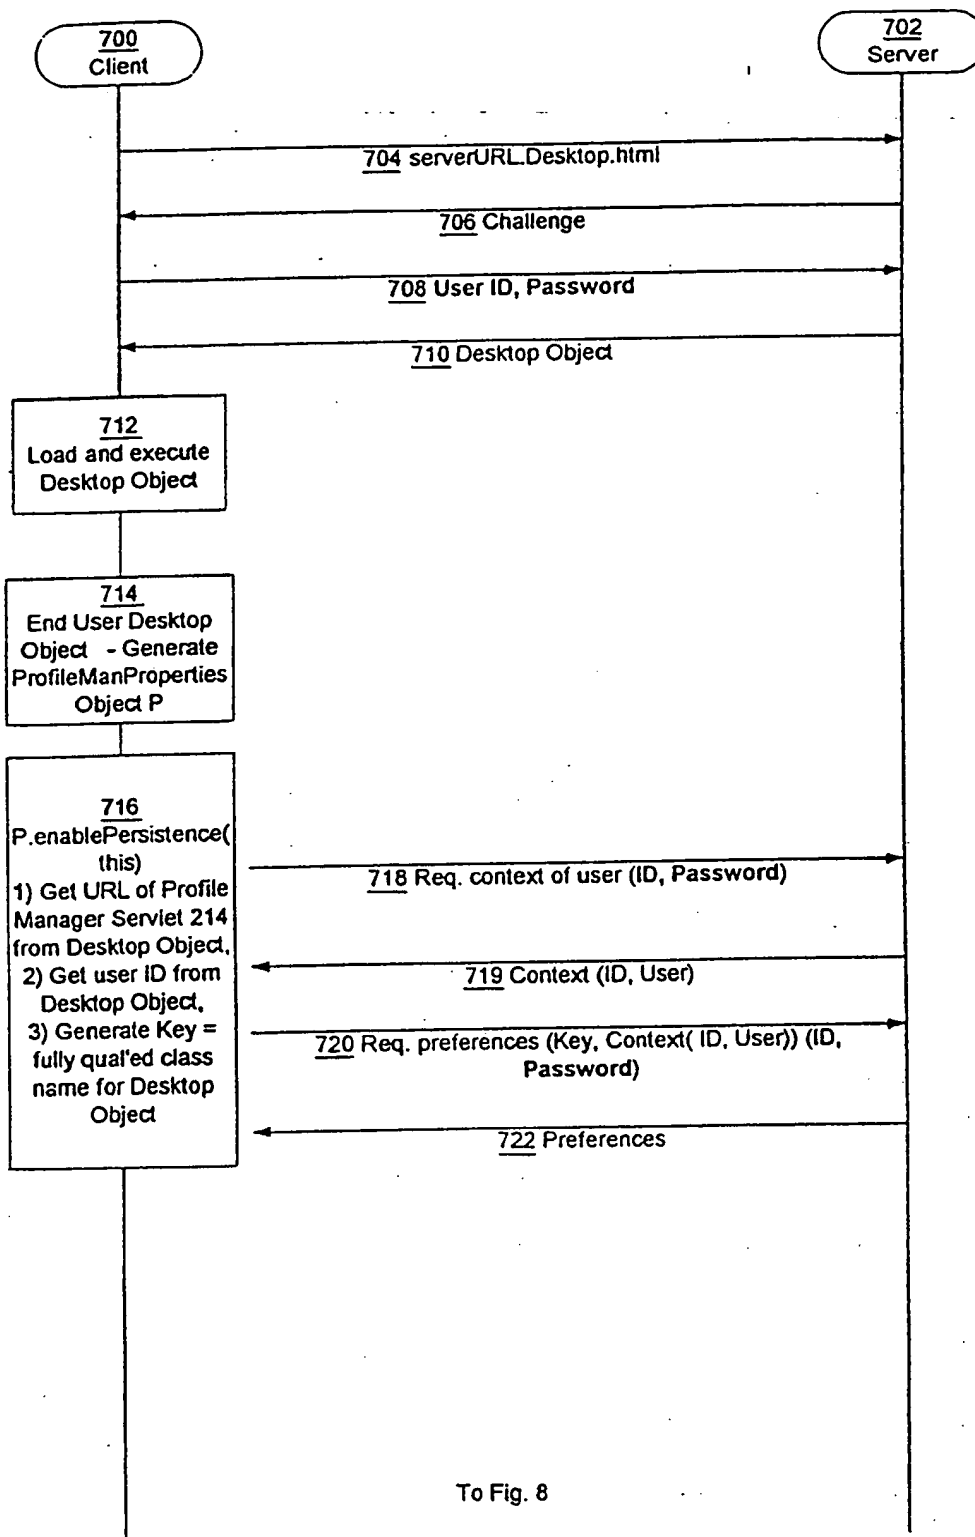 700
Client
702
Server
704 serverURL.Desktop.html
706 Challenge
708 User ID, Password
710 Desktop Object
712
Load and execute
Desktop Object
714
End User Desktop
Object - Generate
ProfileManProperties
Object P
716
P.enablePersistence(
this)
1) Get URL of Profile
Manager Servlet 214
from Desktop Object,
2) Get user ID from
Desktop Object,
3) Generate Key =
fully qual'ed class
name for Desktop
Object
718 Req. context of user (ID, Password)
719 Context (ID, User)
720 Req. preferences (Key, Context( ID, User)) (ID,
Password)
722 Preferences
To Fig. 8